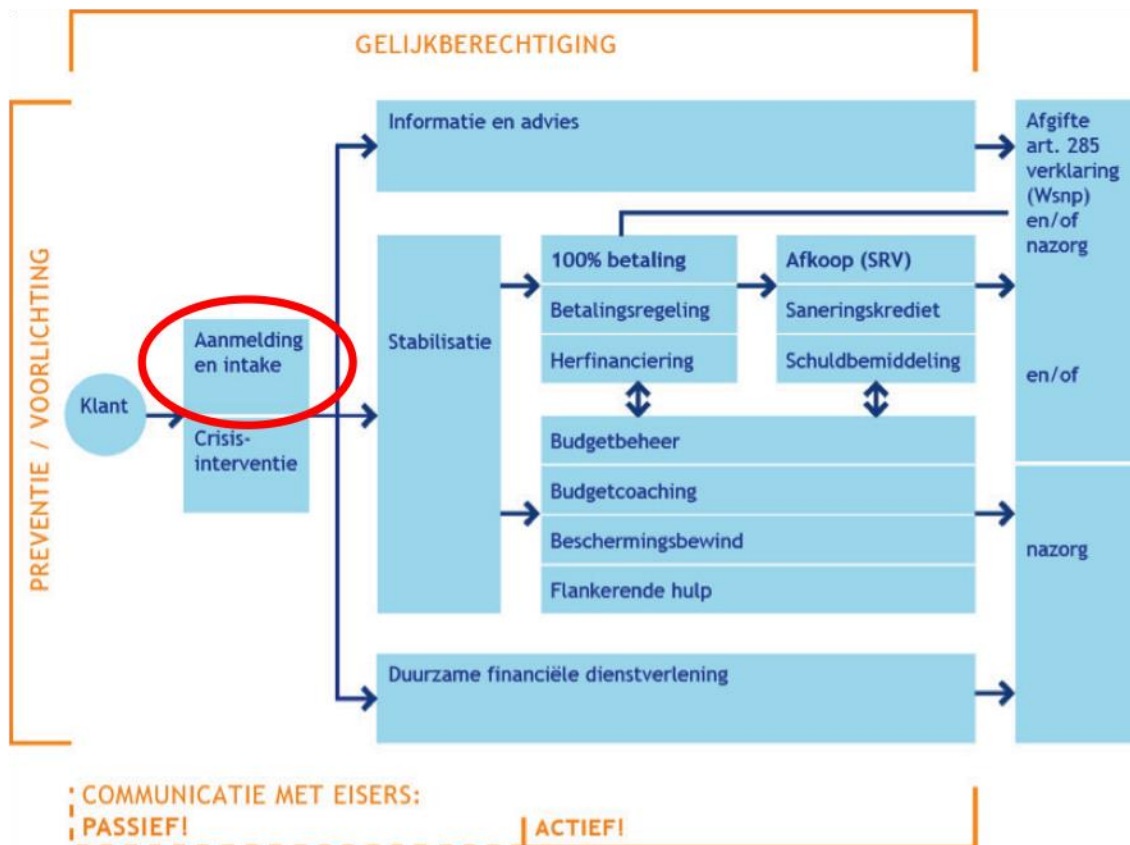 GELIJKBERECHTIGING
PREVENTIE / VOORLICHTING
Klant
Aanmelding
en intake
Crisis-
interventie
Informatie en advies
Stabilisatie
100% betaling
Betalingsregeling
Herfinanciering
Afkoop (SRV)
Saneringskrediet
Schuldbemiddeling
Budgetbeheer
Budgetcoaching
Beschermingsbewind
Flankerende hulp
Duurzame financiële dienstverlening
Afgifte
art. 285
verklaring
(Wsnp)
en/of
nazorg
en/of
nazorg
COMMUNICATIE MET EISERS:
PASSIEF!
ACTIEF!